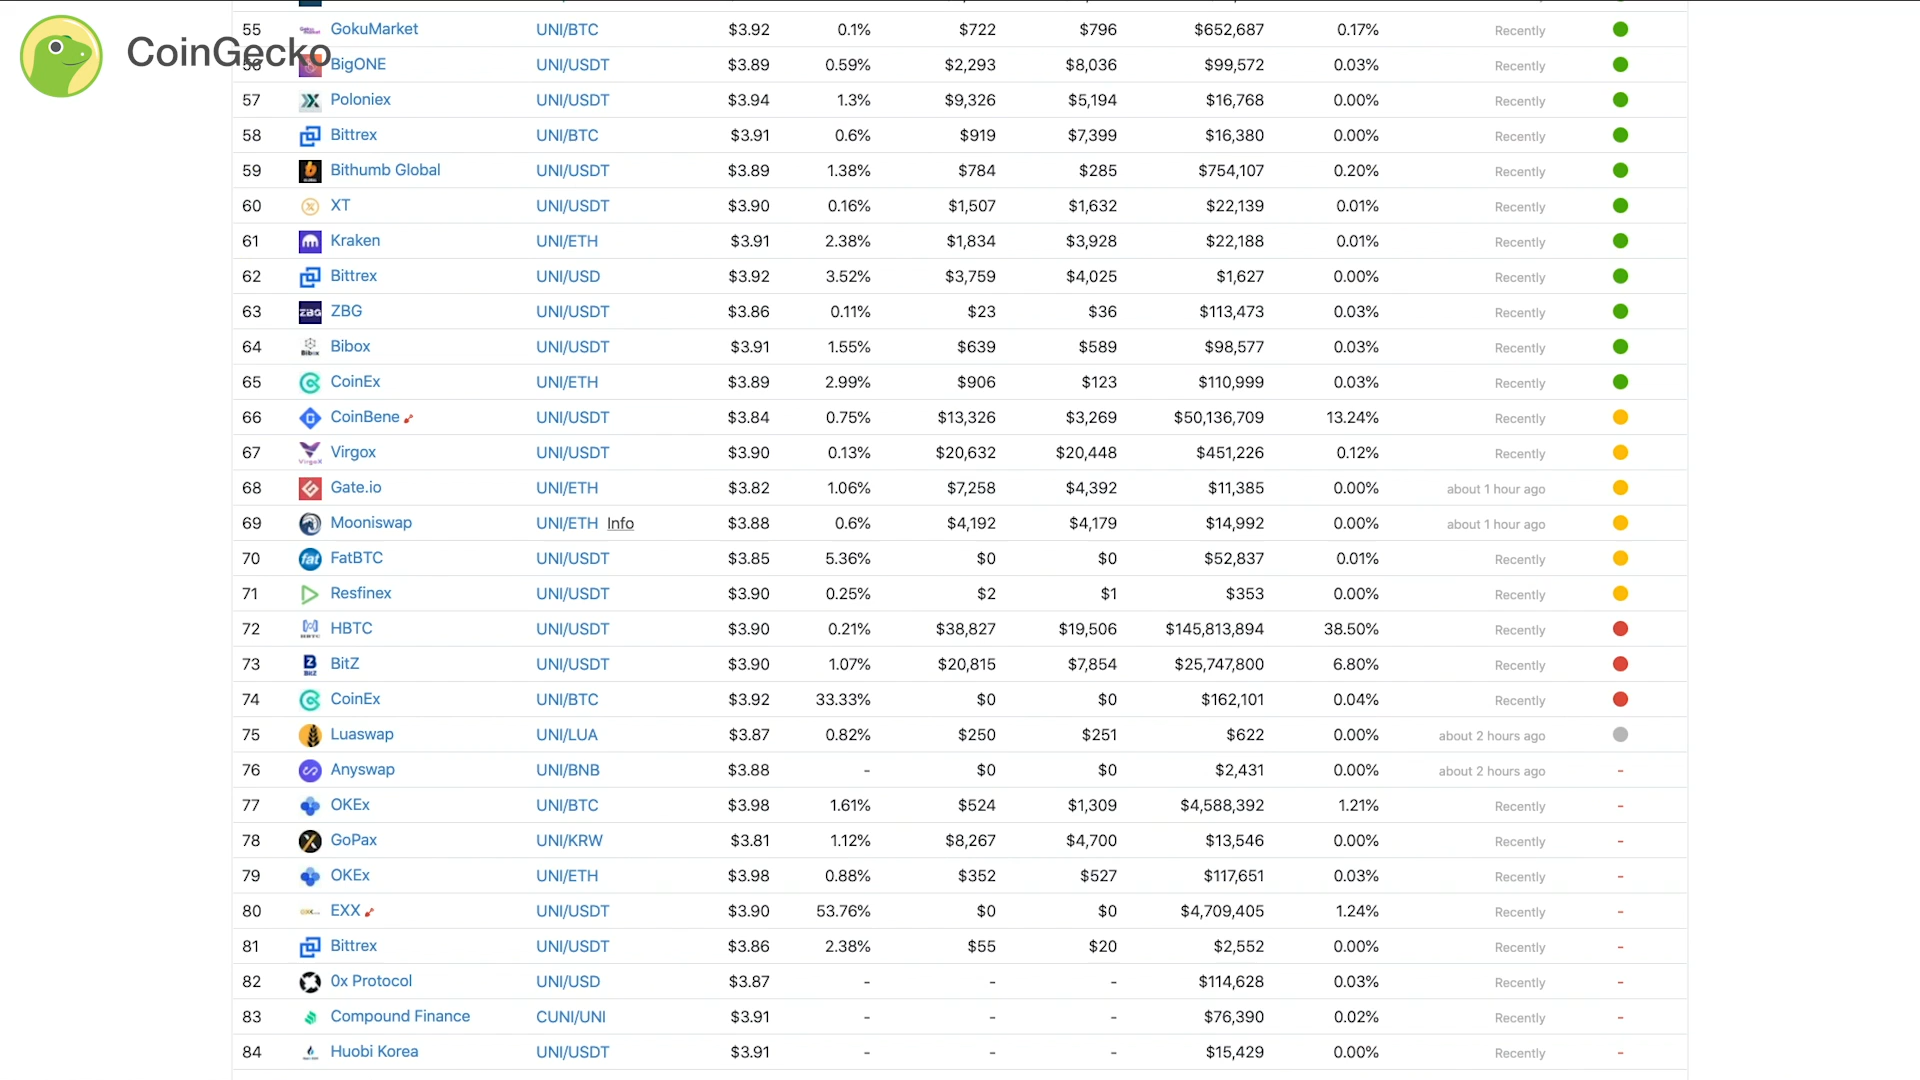 CoinGecko
55 GokuMarket UNI/BTC $3.92 0.1% $722 $796 $652,687 0.17% Recently
56 BigONE UNI/USDT $3.89 0.59% $2,293 $8,036 $99,572 0.03% Recently
57 Poloniex UNI/USDT $3.94 1.3% $9,326 $5,194 $16,768 0.00% Recently
58 Bittrex UNI/BTC $3.91 0.6% $919 $7,399 $16,380 0.00% Recently
59 Bithumb Global UNI/USDT $3.89 1.38% $784 $285 $754,107 0.20% Recently
60 XT UNI/USDT $3.90 0.16% $1,507 $1,632 $22,139 0.01% Recently
61 Kraken UNI/ETH $3.91 2.38% $1,834 $3,928 $22,188 0.01% Recently
62 Bittrex UNI/USD $3.92 3.52% $3,759 $4,025 $1,627 0.00% Recently
63 ZBG ZBG UNI/USDT $3.86 0.11% $23 $36 $113,473 0.03% Recently
64 Bibox Bibox UNI/USDT $3.91 1.55% $639 $589 $98,577 0.03% Recently
65 CoinEx UNI/ETH $3.89 2.99% $906 $123 $110,999 0.03% Recently
66 CoinBene UNI/USDT $3.84 0.75% $13,326 $3,269 $50,136,709 13.24% Recently
67 VirgoX Virgox UNI/USDT $3.90 0.13% $20,632 $20,448 $451,226 0.12% Recently
68 Gate.io UNI/ETH $3.82 1.06% $7,258 $4,392 $11,385 0.00% about 1 hour ago
69 Mooniswap UNI/ETH Info $3.88 0.6% $4,192 $4,179 $14,992 0.00% about 1 hour ago
70 fat FatBTC UNI/USDT $3.85 5.36% $0 $0 $52,837 0.01% Recently
71 Resfinex UNI/USDT $3.90 0.25% $2 $1 $353 0.00% Recently
72 HBTC HBTC UNI/USDT $3.90 0.21% $38,827 $19,506 $145,813,894 38.50% Recently
73 BitZ BitZ UNI/USDT $3.90 1.07% $20,815 $7,854 $25,747,800 6.80% Recently
74 CoinEx UNI/BTC $3.92 33.33% $0 $0 $162,101 0.04% Recently
75 Luaswap UNI/LUA $3.87 0.82% $250 $251 $622 0.00% about 2 hours ago
76 Anyswap UNI/BNB $3.88 - $0 $0 $2,431 0.00% about 2 hours ago -
77 OKEx UNI/BTC $3.98 1.61% $524 $1,309 $4,588,392 1.21% Recently -
78 GoPax UNI/KRW $3.81 1.12% $8,267 $4,700 $13,546 0.00% Recently -
79 OKEx UNI/ETH $3.98 0.88% $352 $527 $117,651 0.03% Recently -
80 EXX UNI/USDT $3.90 53.76% $0 $0 $4,709,405 1.24% Recently -
81 Bittrex UNI/USDT $3.86 2.38% $55 $20 $2,552 0.00% Recently -
82 0x Protocol UNI/USD $3.87 - - - $114,628 0.03% Recently -
83 Compound Finance CUNI/UNI $3.91 - - - $76,390 0.02% Recently -
84 Huobi Korea UNI/USDT $3.91 - - - $15,429 0.00% Recently -